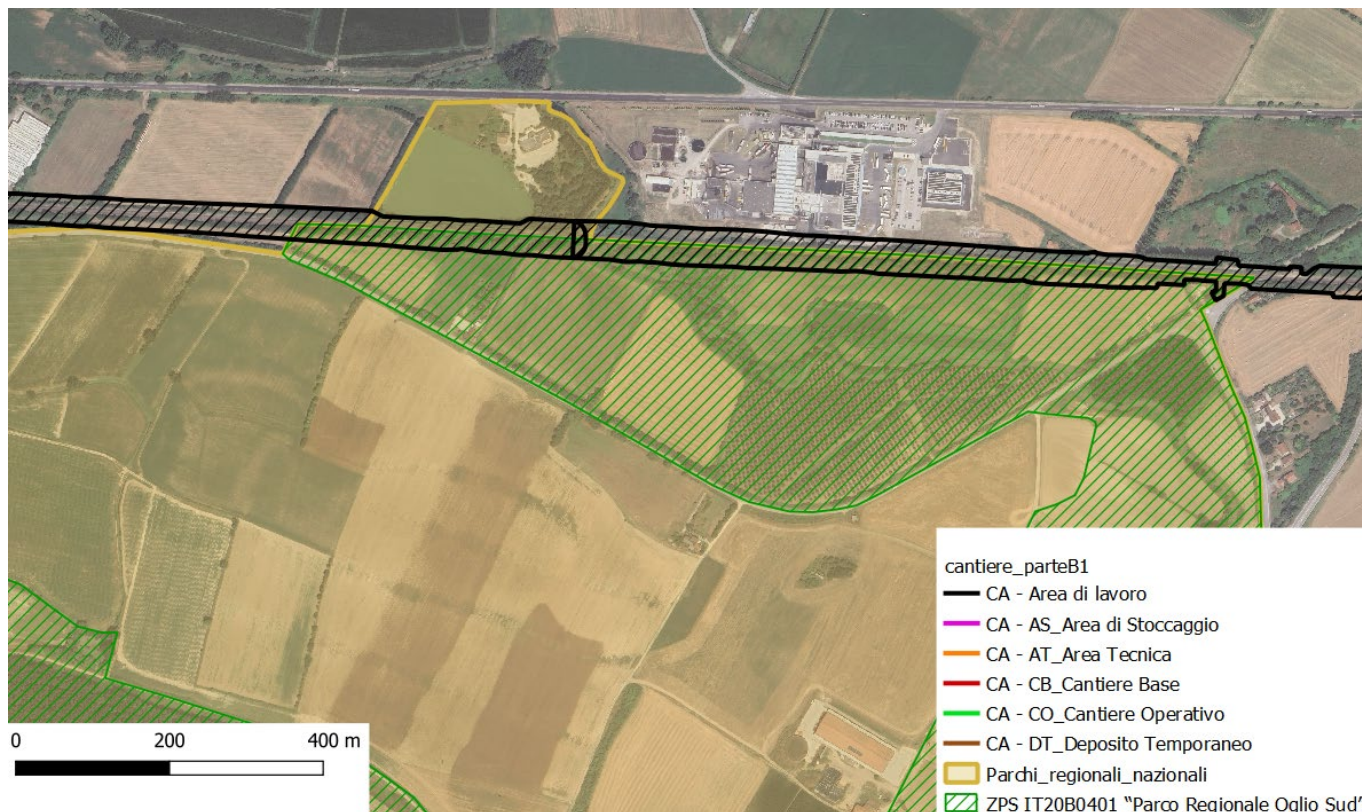 cantiere_parteB1
CA - Area di lavoro
CA - AS_Area di Stoccaggio
CA - AT_Area Tecnica
CA - CB_Cantiere Base
CA - CO_Cantiere Operativo
CA - DT_Deposito Temporaneo
Parchi_regionali_nazionali
ZPS IT20B0401 "Parco Regionale Oglio Sud"
0 200 400 m